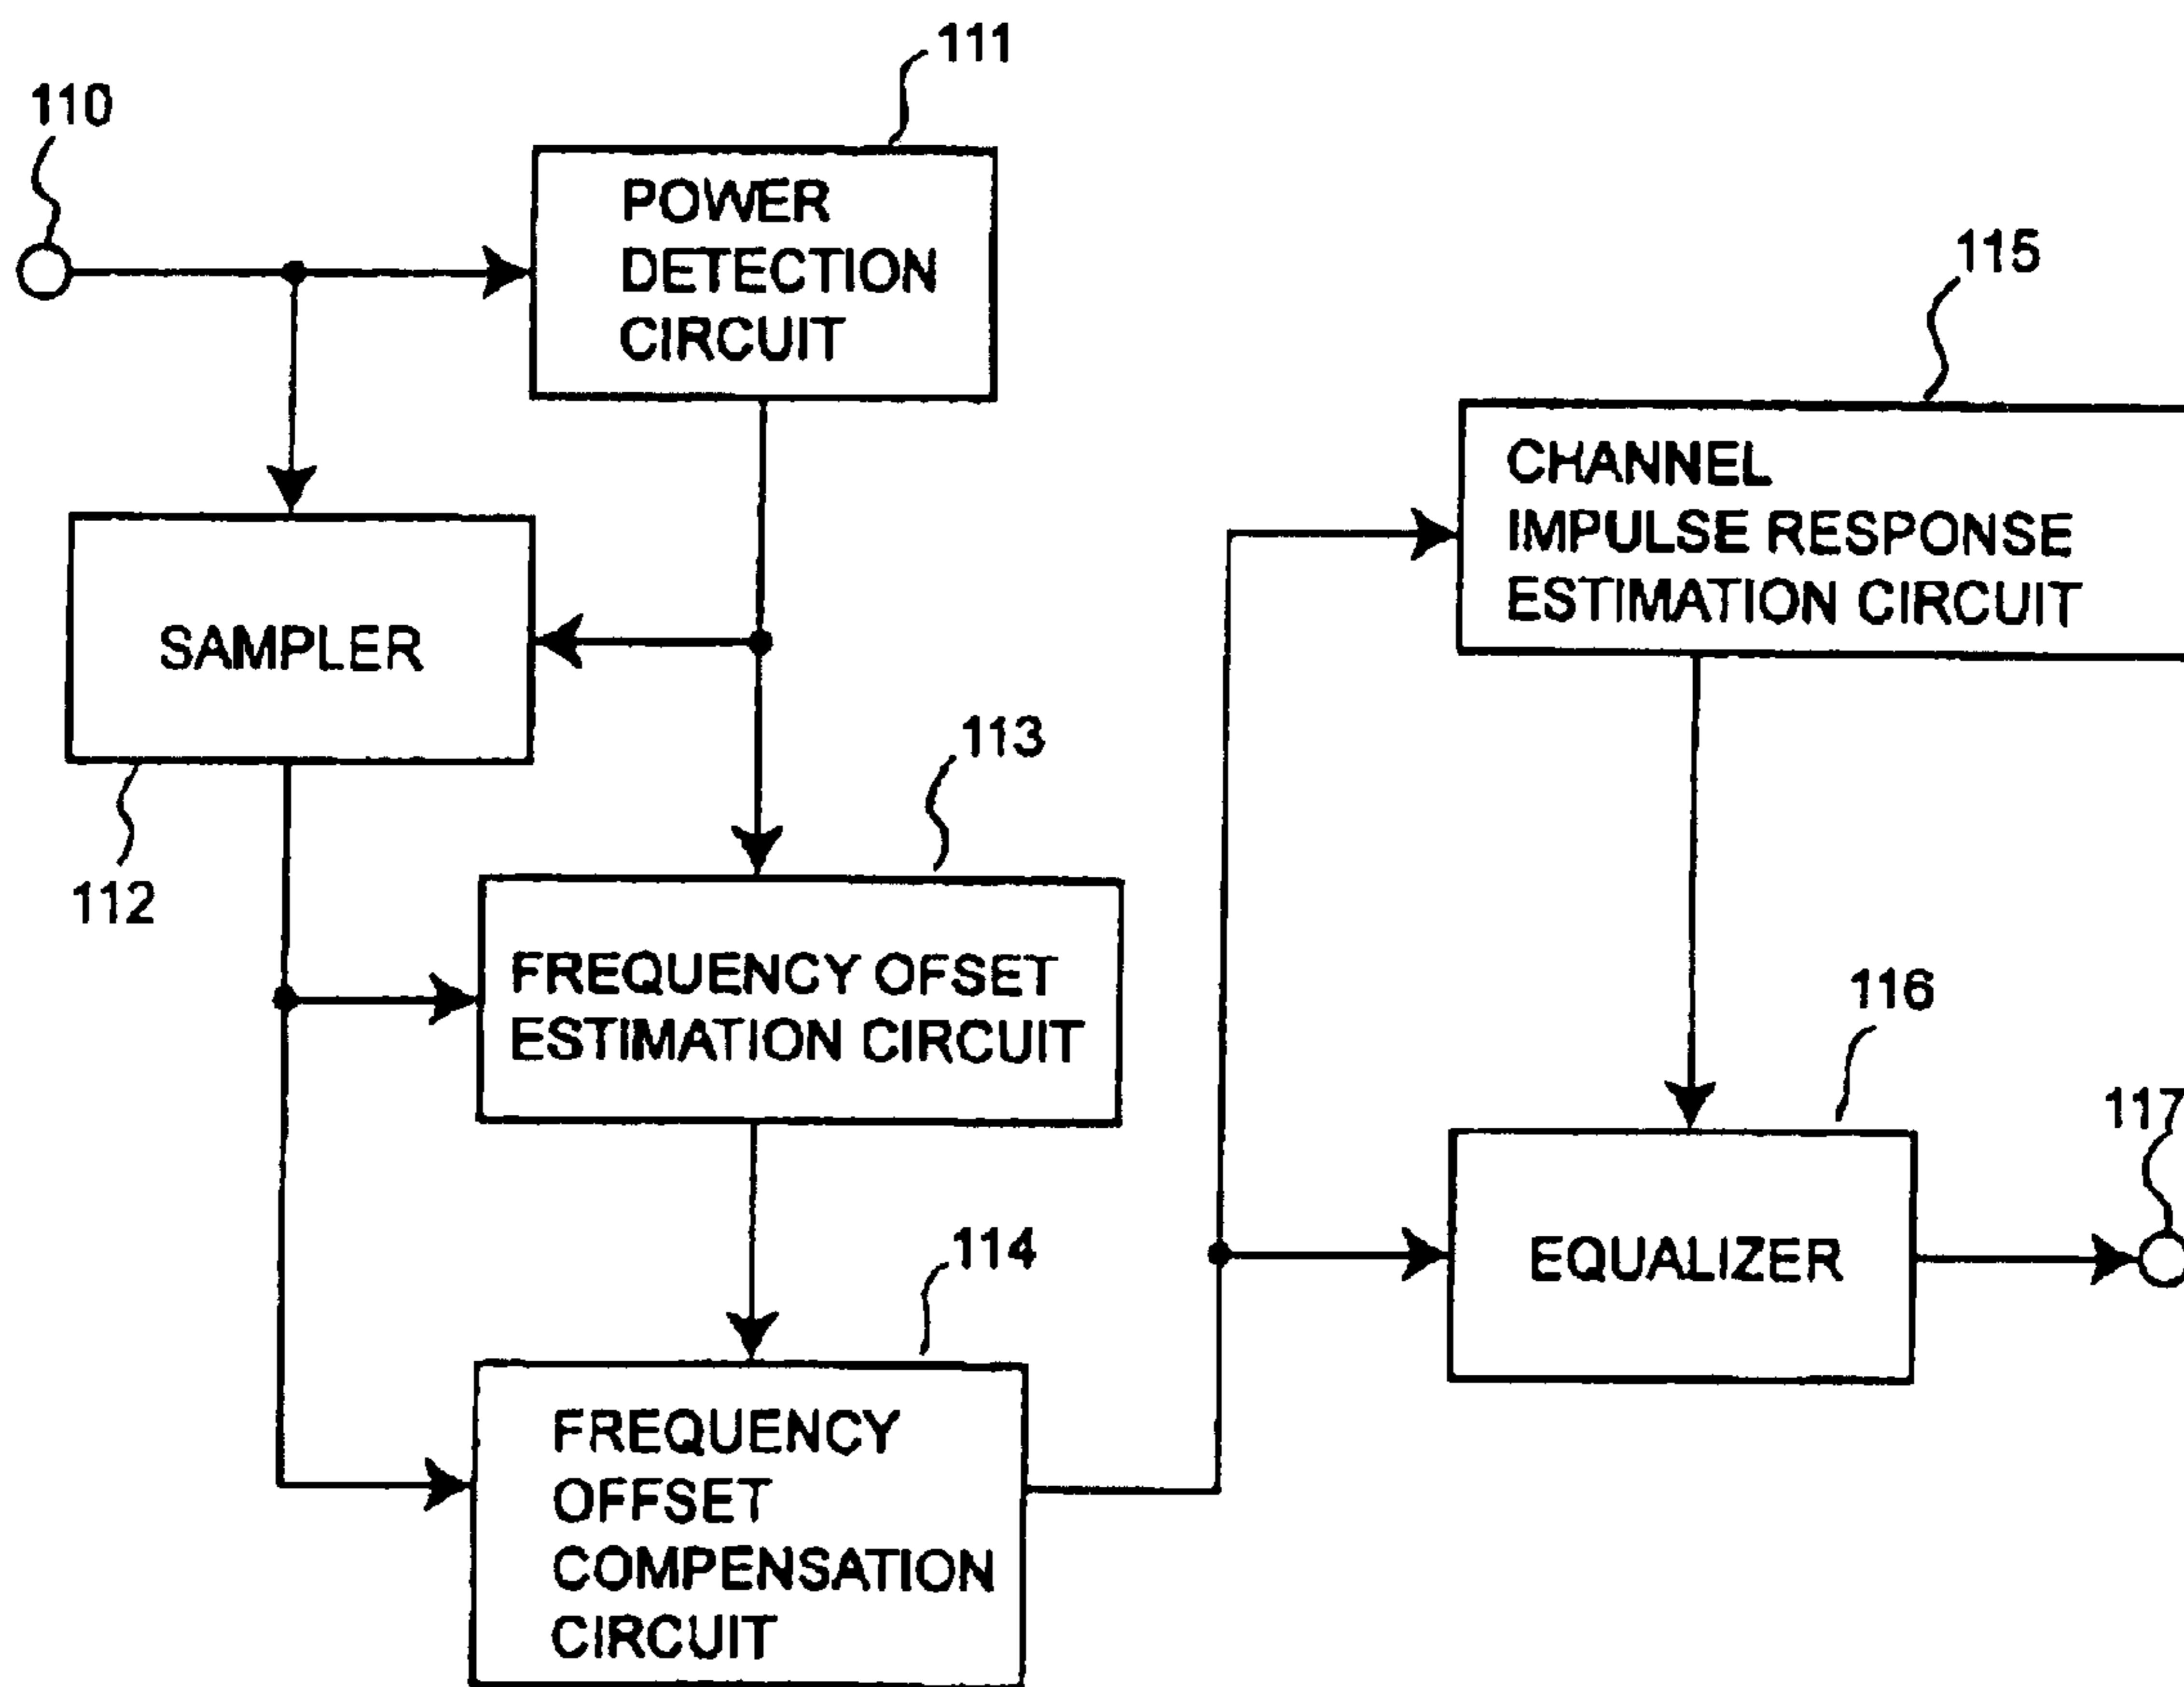 111
110
POWER
DETECTION
CIRCUIT
115
CHANNEL
IMPULSE RESPONSE
ESTIMATION CIRCUIT
SAMPLER
113
112
FREQUENCY OFSET
ESTIMATION CIRCUIT
116
117
114
EQUALIZER
FREQUENCY
OFFSET
COMPENSATION
CIRCUIT